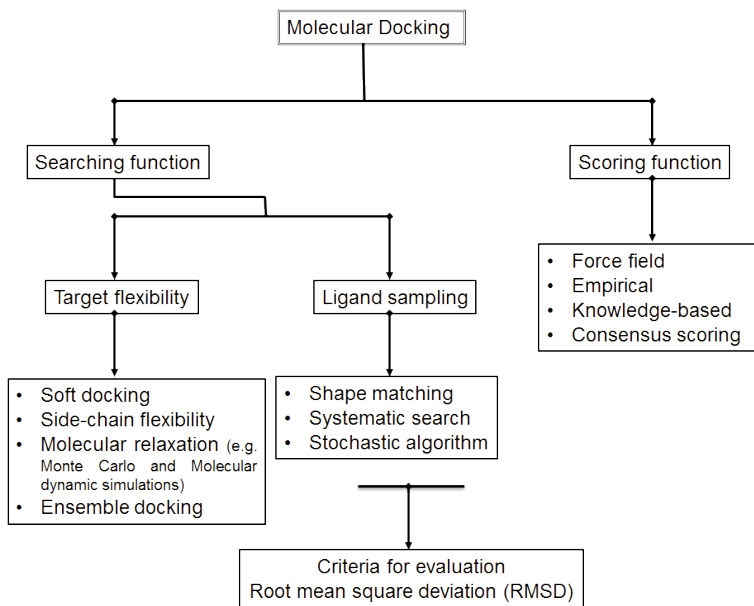 Molecular Docking
Searching function
Scoring function
Target flexibility
Ligand sampling
• Force field
• Empirical
• Knowledge-based
• Consensus scoring
• Soft docking
• Side-chain flexibility
• Molecular relaxation (e.g.
Monte Carlo and Molecular
dynamic simulations)
• Ensemble docking
• Shape matching
• Systematic search
• Stochastic algorithm
Criteria for evaluation
Root mean square deviation (RMSD)